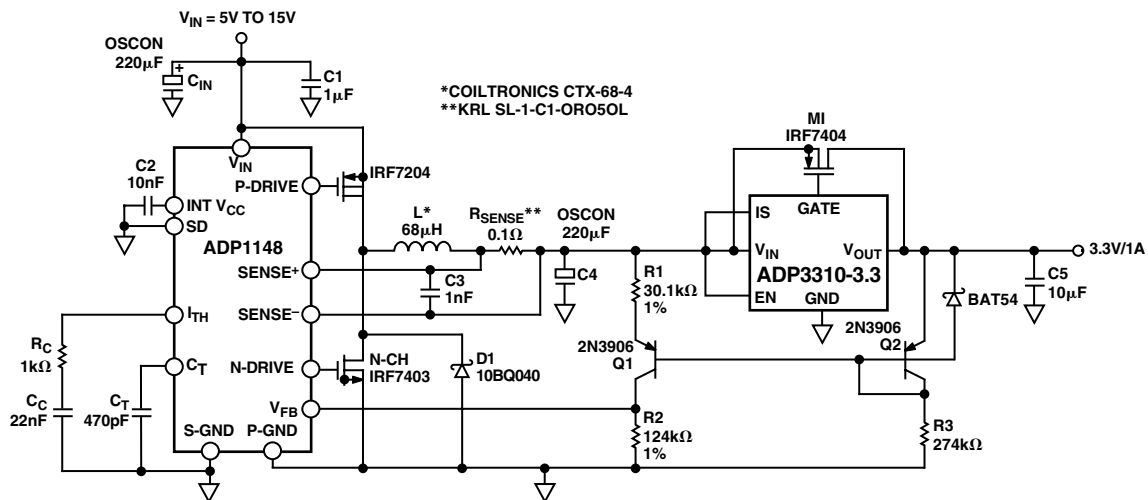 V_IN = 5V TO 15V
OSCON
220μF
+
C_IN
C1
1μF
*COILTRONICS CTX-68-4
**KRL SL-1-C1-ORO5OL
MI
IRF7404
V_IN
C2
10nF
INT V_CC
SD
P-DRIVE
IRF7204
ADP1148
L*
68μH
R_SENSE**
0.1Ω
OSCON
220μF
C4
SENSE+
C3
1nF
SENSE–
IS
GATE
V_IN
V_OUT
ADP3310-3.3
EN
GND
3.3V/1A
C5
10μF
BAT54
R1
30.1kΩ
1%
2N3906
Q1
2N3906
Q2
I_TH
R_C
1kΩ
C_T
C_C
22nF
C_T
470pF
N-DRIVE
N-CH
IRF7403
D1
10BQ040
V_FB
S-GND
P-GND
R2
124kΩ
1%
R3
274kΩ